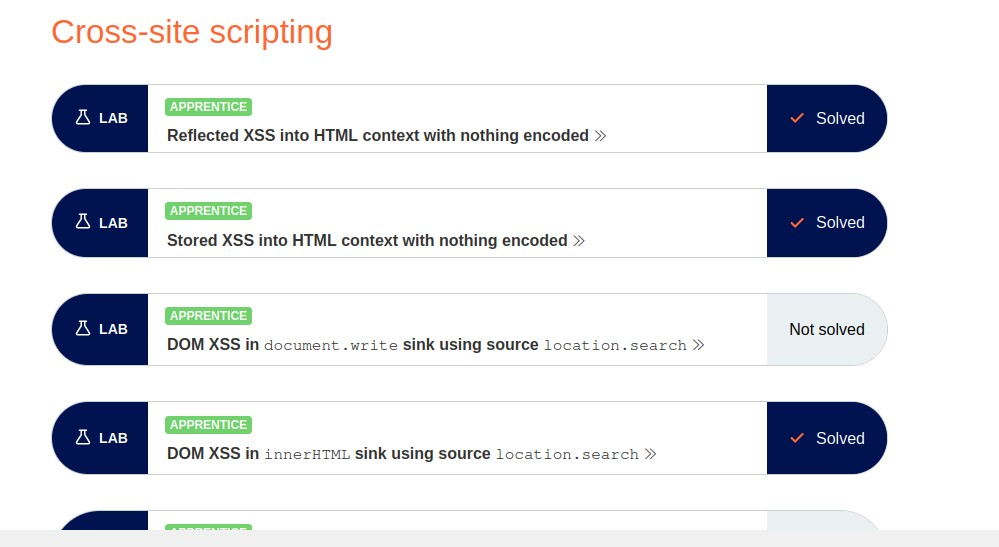 Cross-site scripting
LAB
APPRENTICE
Reflected XSS into HTML context with nothing encoded
Solved
LAB
APPRENTICE
Stored XSS into HTML context with nothing encoded
Solved
LAB
APPRENTICE
DOM XSS in document.write sink using source location.search
Not solved
LAB
APPRENTICE
DOM XSS in innerHTML sink using source location.search
Solved
APPRENTICE